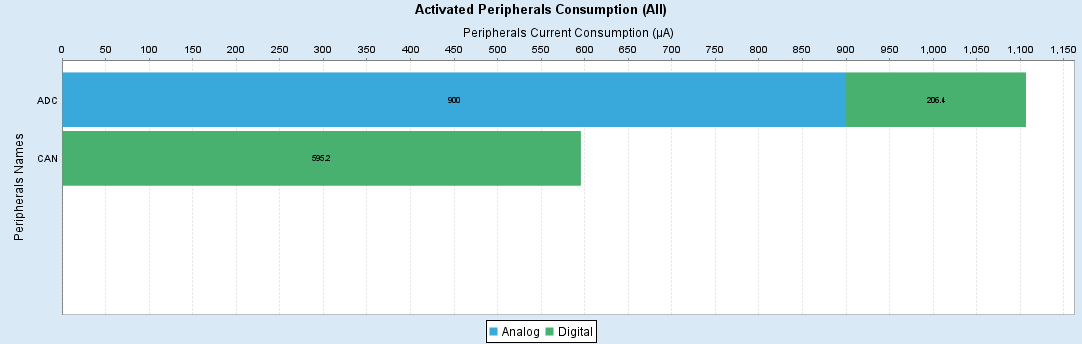 Activated Peripherals Consumption (All)
Peripherals Current Consumption (µA)
0 50 100 150 200 250 300 350 400 450 500 550 600 650 700 750 800 850 900 950 1,000 1,050 1,100 1,150
Peripherals Names
ADC 900 206.4
CAN 595.2
Analog Digital